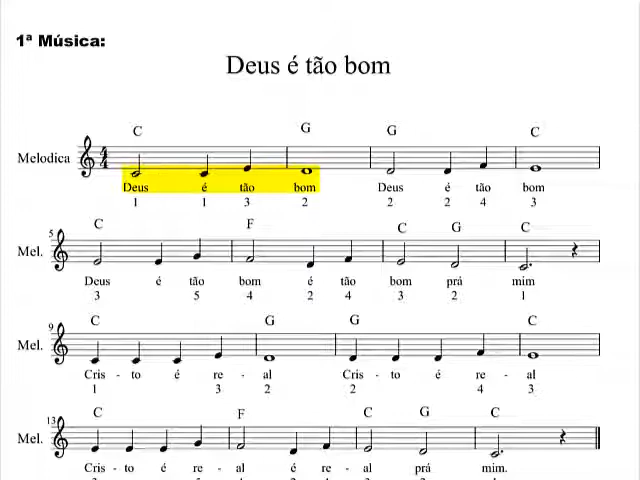 1ª Música:
Deus é tão bom
C G G C
Melodica
Deus é tão bom Deus é tão bom
1 1 3 2 2 2 4 3
5 C F C G C
Mel.
Deus é tão bom é tão bom prá mim
3 3 5 4 2 4 3 2 1
9 C G G C
Mel.
Cris - to é re - al Cris - to é re - al
1 3 2 2 4 3
13 C F C G C
Mel.
Cris - to é re - al é re - al prá mim.